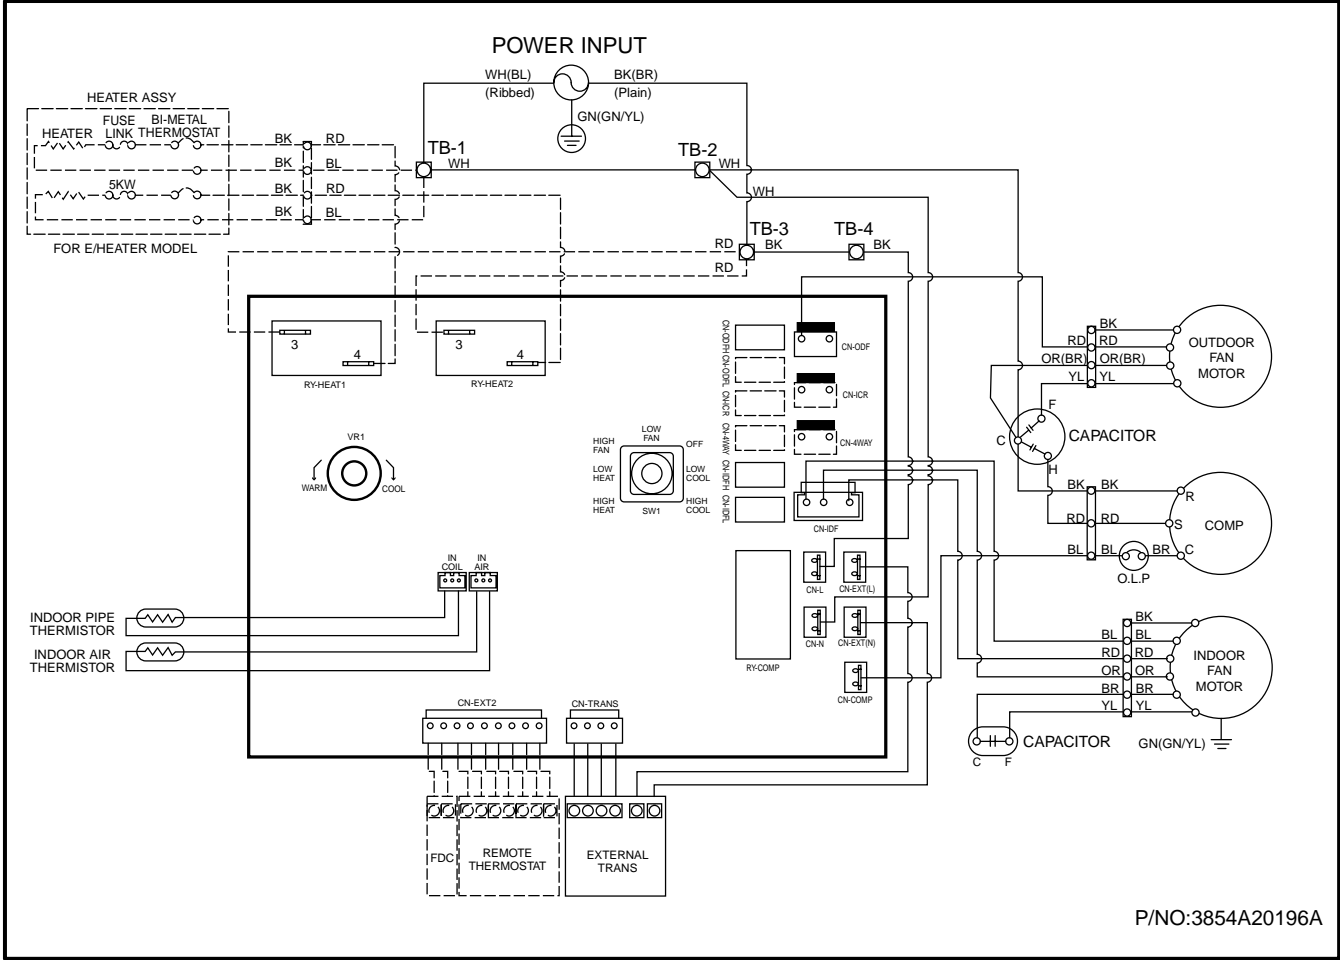 POWER INPUT
WH(BL)
(Ribbed)
BK(BR)
(Plain)
GN(GN/YL)
HEATER ASSY
HEATER
FUSE
LINK
BI-METAL
THERMOSTAT
5KW
FOR E/HEATER MODEL
BK
RD
BK
BL
BK
RD
BK
BL
TB-1
WH
TB-2
WH
WH
TB-3
BK
TB-4
BK
RD
RD
3
4
RY-HEAT1
3
4
RY-HEAT2
CN-ODFH
CN-ODFL
CN-ICR
CN-4WAY
CN-IDFH
CN-IDFL
CN-ODF
CN-ICR
CN-4WAY
CN-IDF
VR1
WARM
COOL
LOW
FAN
HIGH
FAN
OFF
LOW
HEAT
LOW
COOL
HIGH
HEAT
SW1
HIGH
COOL
IN
COIL
IN
AIR
INDOOR PIPE
THERMISTOR
INDOOR AIR
THERMISTOR
RY-COMP
CN-L
CN-EXT(L)
CN-N
CN-EXT(N)
CN-COMP
CN-EXT2
CN-TRANS
FDC
REMOTE
THERMOSTAT
EXTERNAL
TRANS
BK
RD
RD
OR(BR)
OR(BR)
YL
YL
OUTDOOR
FAN
MOTOR
F
C
H
CAPACITOR
BK
BK
R
RD
RD
S
COMP
BL
BL
BR
C
O.L.P
BK
BL
BL
RD
RD
OR
OR
BR
BR
YL
YL
INDOOR
FAN
MOTOR
CAPACITOR
C
F
GN(GN/YL)
P/NO:3854A20196A